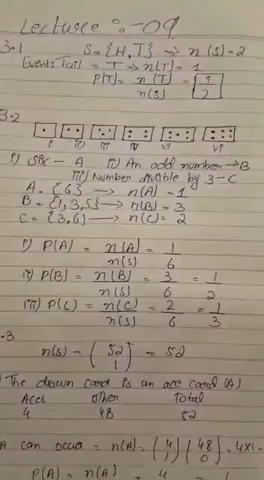 Lecture :-09
3.1 S = {H,T} ⟹ n(S) = 2
Event: Tail = T ⟹ n(T) = 1
P(T) = n(T)/n(S) = 1/2
3.2
I II III IV V VI
i) Six - A ii) An odd number → B
iii) Number divisible by 3 - C
A = {6} → n(A) = 1
B = {1,3,5} → n(B) = 3
C = {3,6} → n(C) = 2
i) P(A) = n(A)/n(S) = 1/6
ii) P(B) = n(B)/n(S) = 3/6 = 1/2
iii) P(C) = n(C)/n(S) = 2/6 = 1/3
.3
n(S) = (52 1) = 52
) The drawn card is an ace card (A)
Aces Other Total
4 48 52
A can occur = n(A) = (4 1)(48 0) = 4x1 =
P(A) = n(A) 4